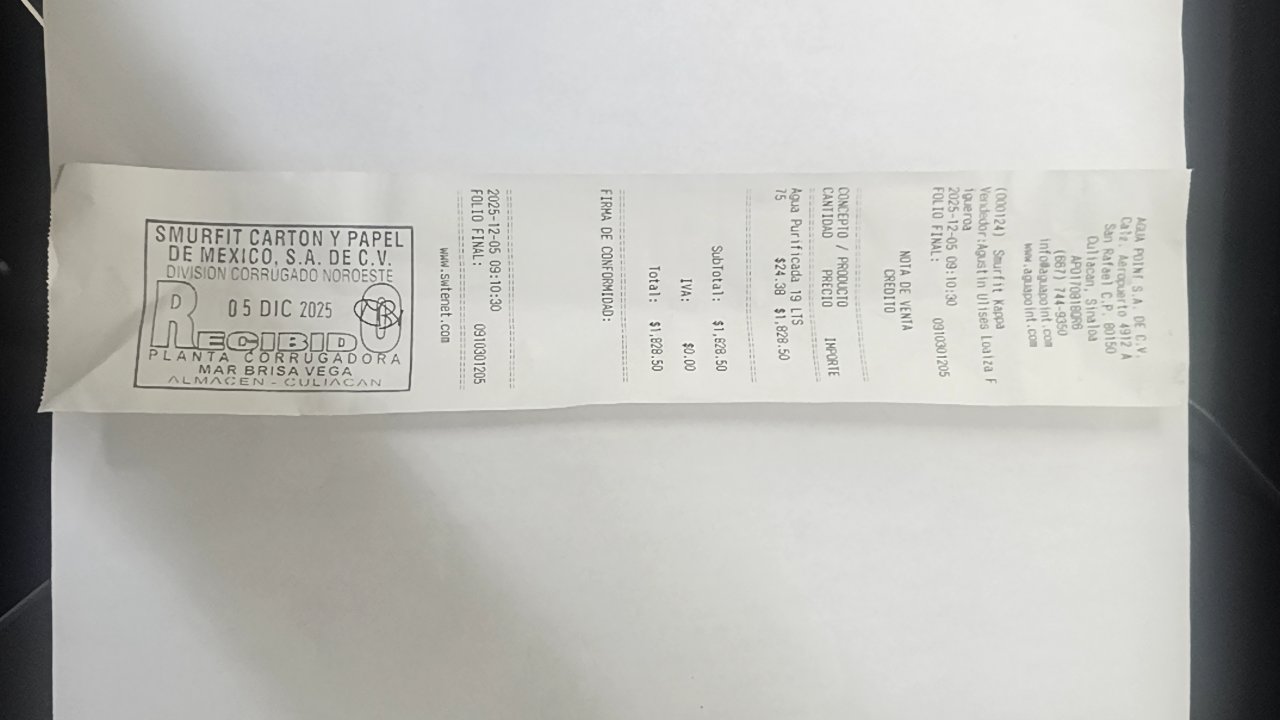 AGUA POINT S.A. DE C.V.
Calz. Aeropuerto 4912 A
San Rafael C.P. 80150
Culiacan, Sinaloa
(667) 744-9350
info@aguapoint.com
www.aguapoint.com
(000124) Smurfit Kappa
Vendedor:Agustin Ulises Loaiza F
igueroa
2025-12-05 09:10:30
FOLIO FINAL: 0910301205
NOTA DE VENTA
CREDITO
CONCEPTO / PRODUCTO
CANTIDAD PRECIO IMPORTE
Agua Purificada 19 LTS
75 $24.38 $1,828.50
SubTotal: $1,828.50
IVA: $0.00
Total: $1,828.50
FIRMA DE CONFORMIDAD:
2025-12-05 09:10:30
FOLIO FINAL: 0910301205
www.swtenet.com
SMURFIT CARTON Y PAPEL
DE MEXICO, S.A. DE C.V.
DIVISION CORRUGADO NOROESTE
05 DIC 2025
RECIBIDO
PLANTA CORRUGADORA
MAR BRISA VEGA
ALMACEN - CULIACAN